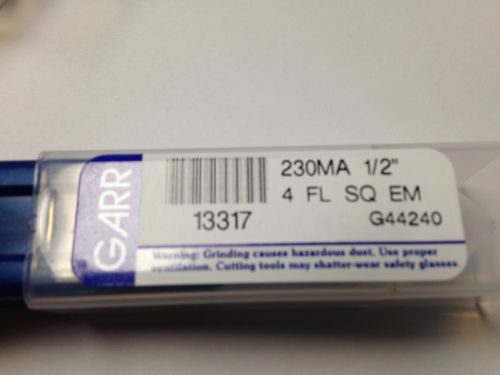 GARR
230MA 1/2"
4 FL SQ EM
13317
G44240
Warning: Grinding causes hazardous dust. Use proper
ventilation. Cutting tools may shatter-wear safety glasses